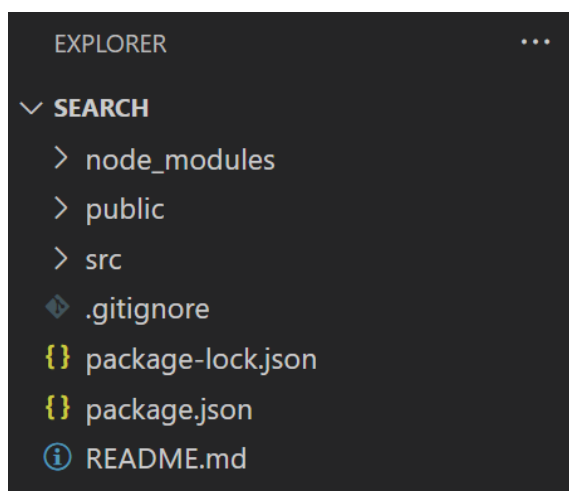 EXPLORER
SEARCH
node_modules
public
src
.gitignore
package-lock.json
package.json
README.md